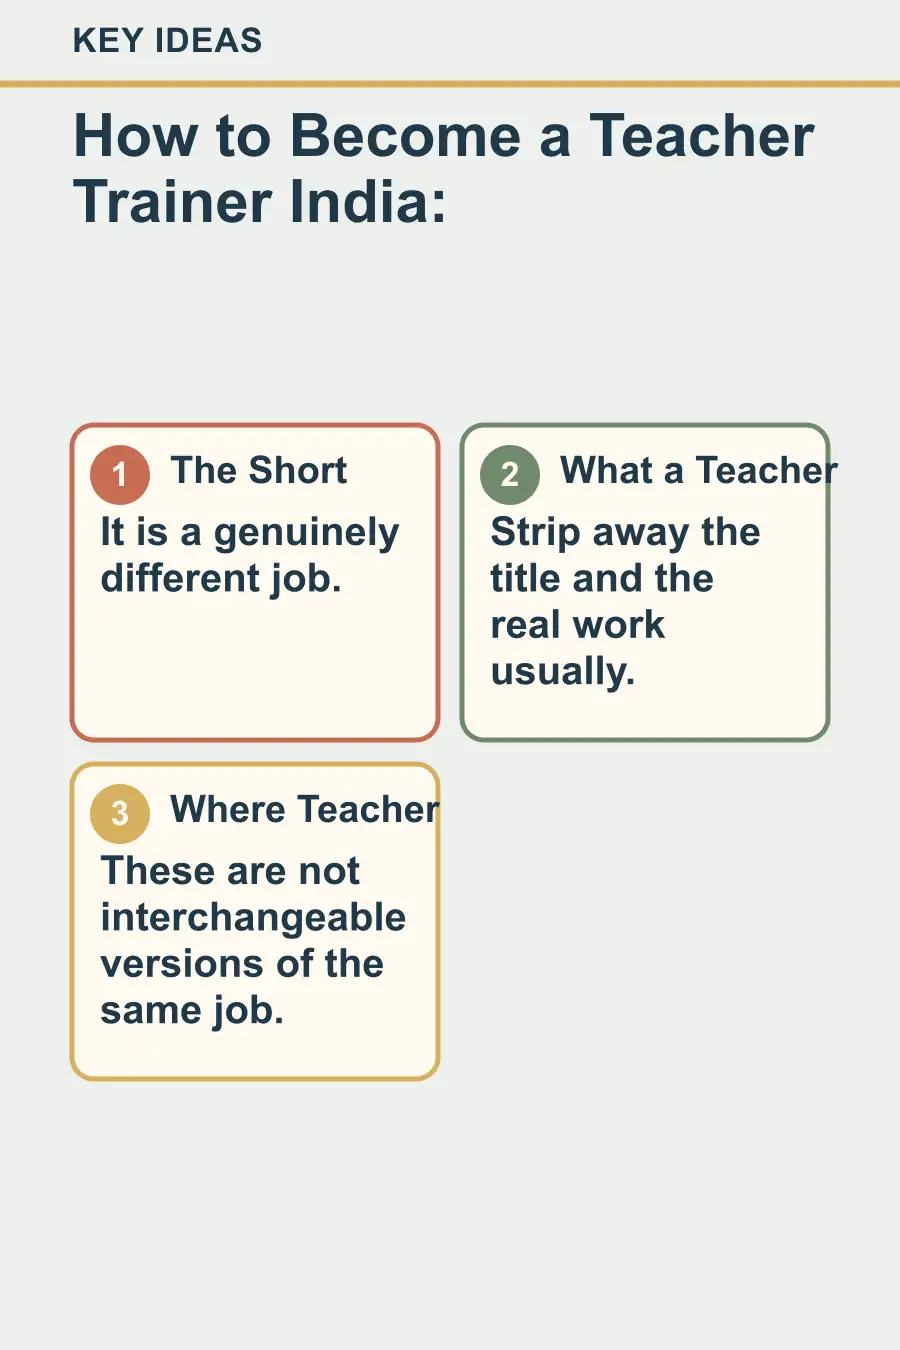 KEY IDEAS
How to Become a Teacher
Trainer India:
1 The Short
It is a genuinely
different job.
2 What a Teacher
Strip away the
title and the
real work
usually.
3 Where Teacher
These are not
interchangeable
versions of the
same job.